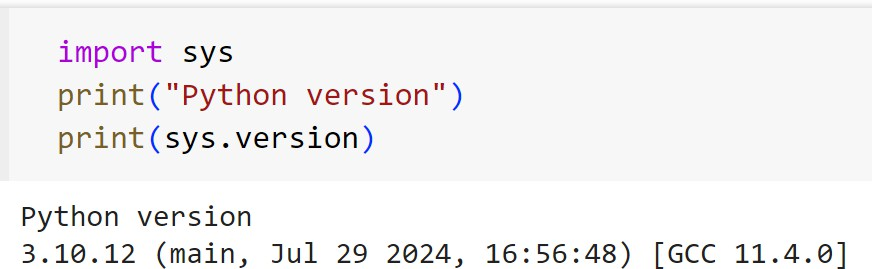 import sys
print("Python version")
print(sys.version)
Python version
3.10.12 (main, Jul 29 2024, 16:56:48) [GCC 11.4.0]